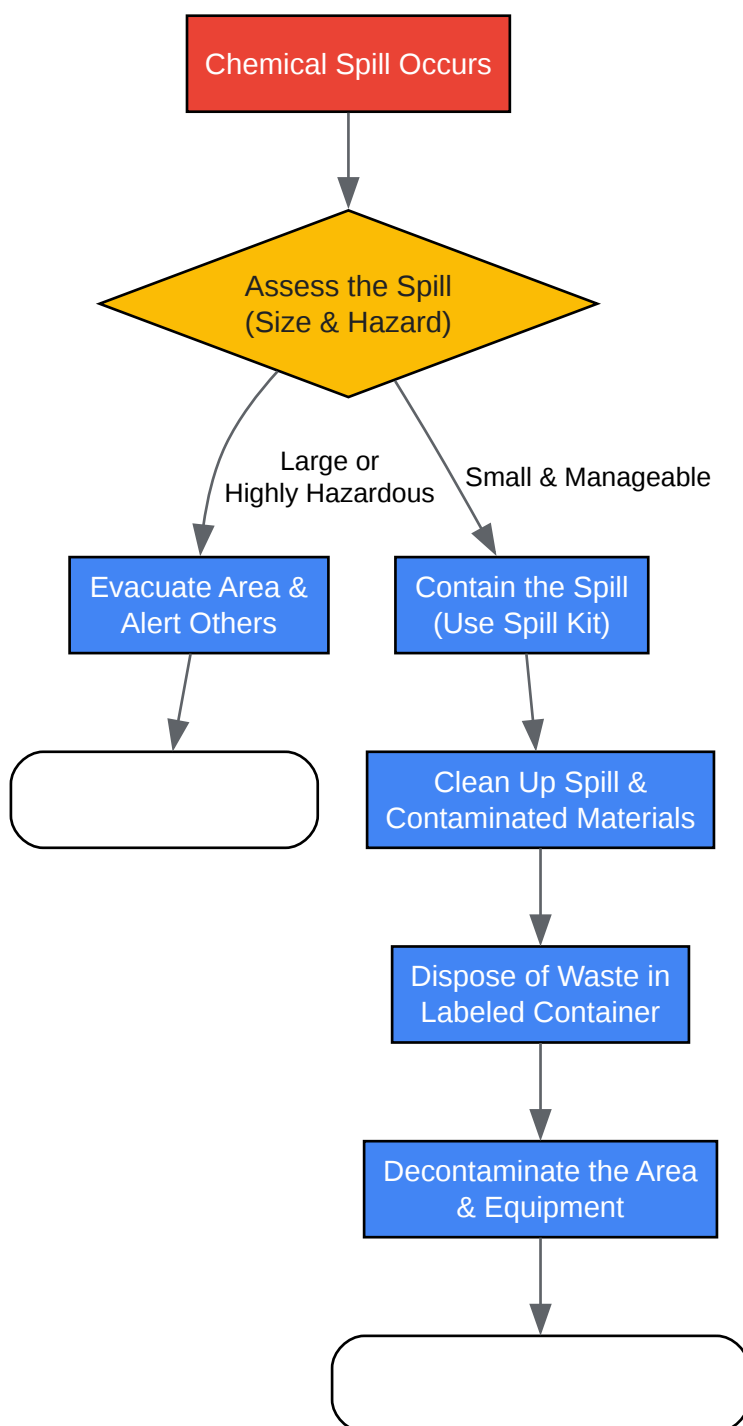 Chemical Spill Occurs
Assess the Spill
(Size & Hazard)
Large or
Highly Hazardous
Small & Manageable
Evacuate Area &
Alert Others
Contain the Spill
(Use Spill Kit)
Clean Up Spill &
Contaminated Materials
Dispose of Waste in
Labeled Container
Decontaminate the Area
& Equipment